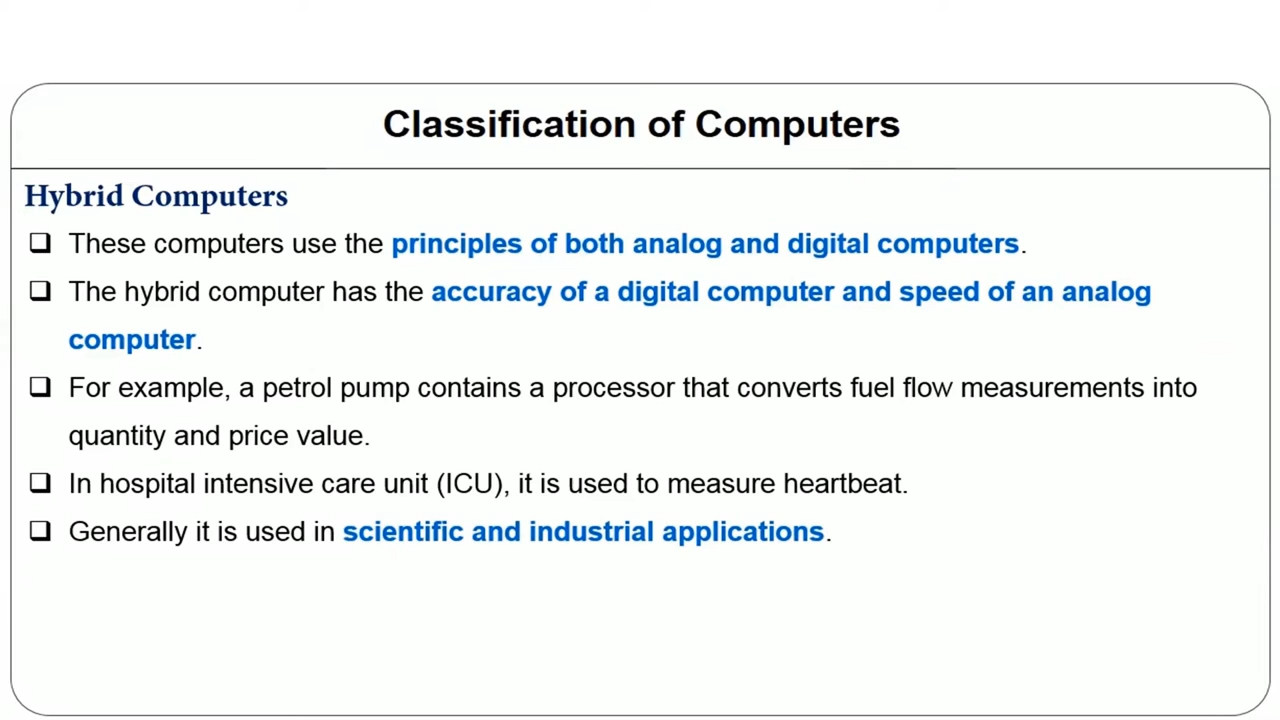 Classification of Computers
Hybrid Computers
❑ These computers use the principles of both analog and digital computers.
❑ The hybrid computer has the accuracy of a digital computer and speed of an analog
computer.
❑ For example, a petrol pump contains a processor that converts fuel flow measurements into
quantity and price value.
❑ In hospital intensive care unit (ICU), it is used to measure heartbeat.
❑ Generally it is used in scientific and industrial applications.